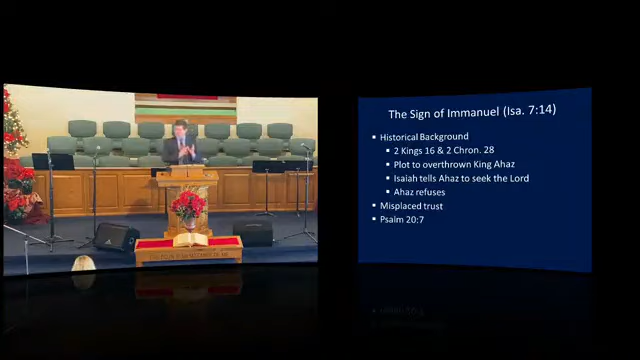 The Sign of Immanuel (Isa. 7:14)
Historical Background
2 Kings 16 & 2 Chron. 28
Plot to overthrown King Ahaz
Isaiah tells Ahaz to seek the Lord
Ahaz refuses
Misplaced trust
Psalm 20:7